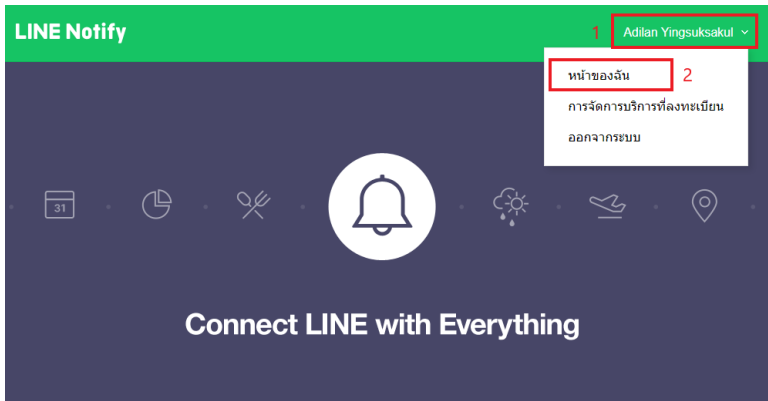 LINE Notify
1 Adilan Yingsuksakul
หน้าของฉัน 2
การจัดการบริการที่ลงทะเบียน
ออกจากระบบ
31
Connect LINE with Everything